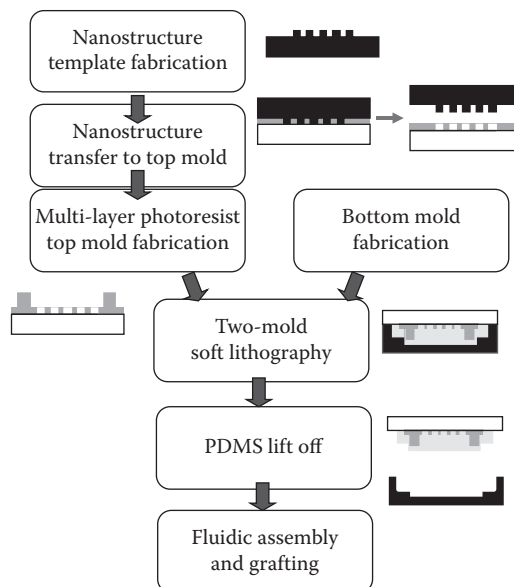 Nanostructure
template fabrication
Nanostructure
transfer to top mold
Multi-layer photoresist
top mold fabrication
Bottom mold
fabrication
Two-mold
soft lithography
PDMS lift off
Fluidic assembly
and grafting